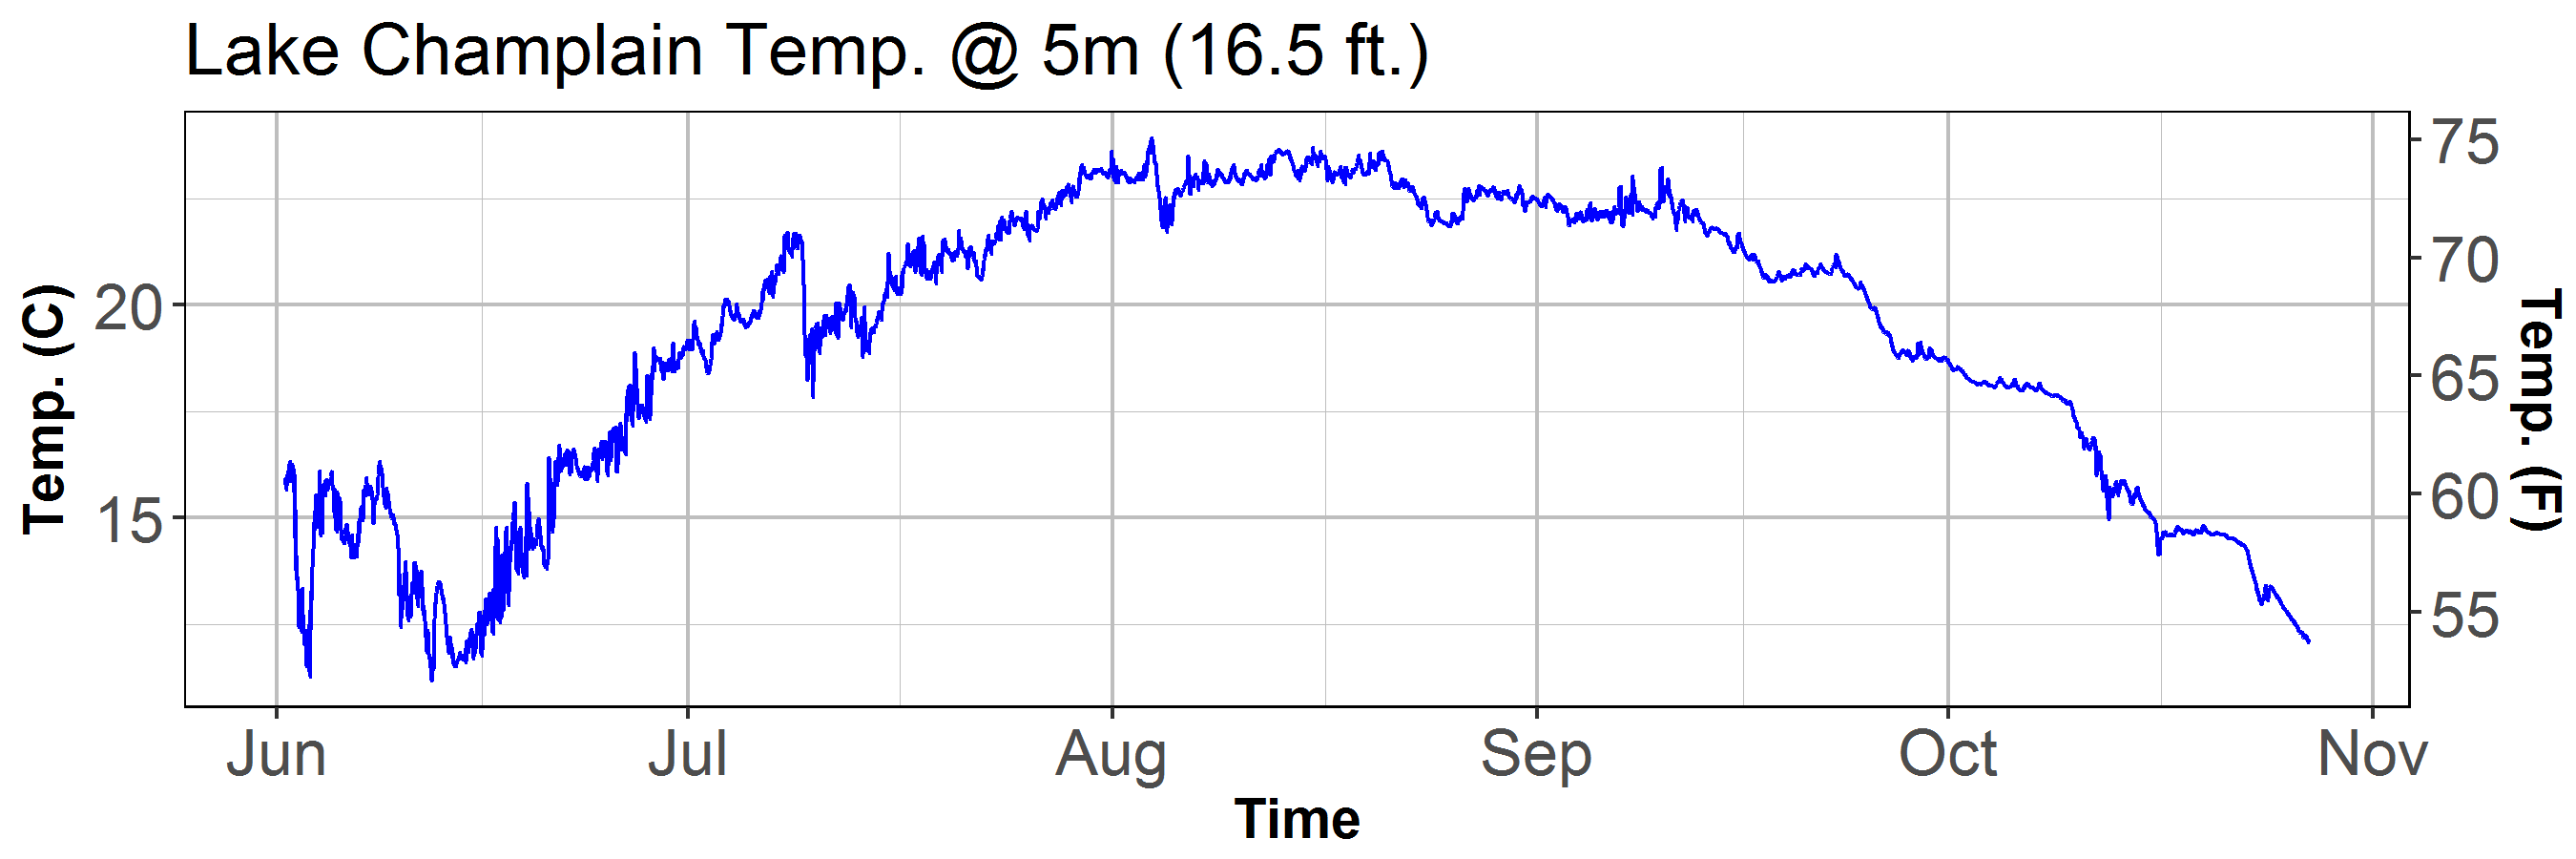 Lake Champlain Temp. @ 5m (16.5 ft.)
Temp. (C)
20
15
75
70
65
60
55
Temp. (F)
Jun Jul Aug Sep Oct Nov
Time